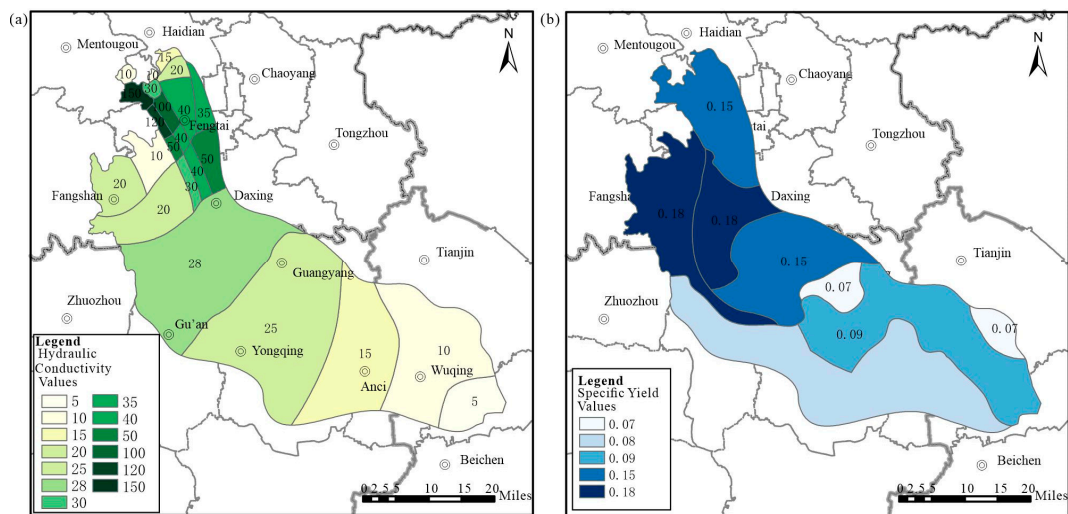 (a)
Haidian
Mentougou
N
15
10
10
20
Chaoyang
30
150
100
40
35
120
Fengtai
40
Tongzhou
50
10
50
20
40
30
Fangshan
Daxing
20
28
Tianjin
Guangyang
Zhuozhou
25
Gu'an
15
10
Yongqing
Wuqing
Anci
5
Beichen
Legend
Hydraulic
Conductivity
Values
5
10
15
20
25
28
30
35
40
50
100
120
150
0 2.5 5 10 15 20
Miles
(b)
Haidian
Mentougou
N
Chaoyang
0.15
tai
Tongzhou
Fangsha
Daxing
0.18
0.18
0.15
Tianjin
0.07
Zhuozhou
0.07
0.09
Beichen
Legend
Specific Yield
Values
0.07
0.08
0.09
0.15
0.18
0 2.5 5 10 15 20
Miles